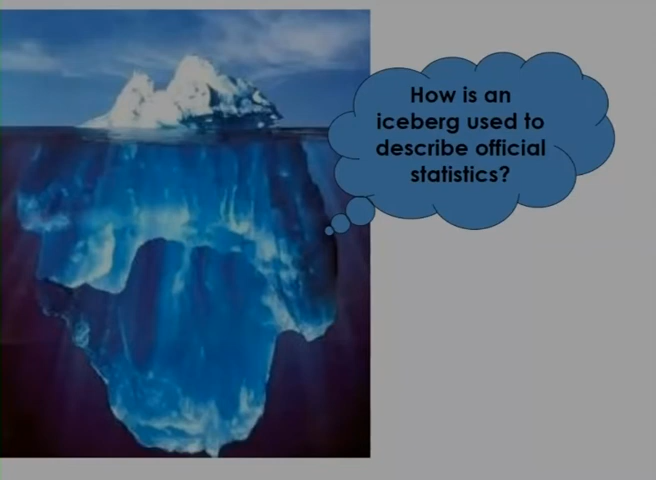 How is an
iceberg used to
describe official
statistics?